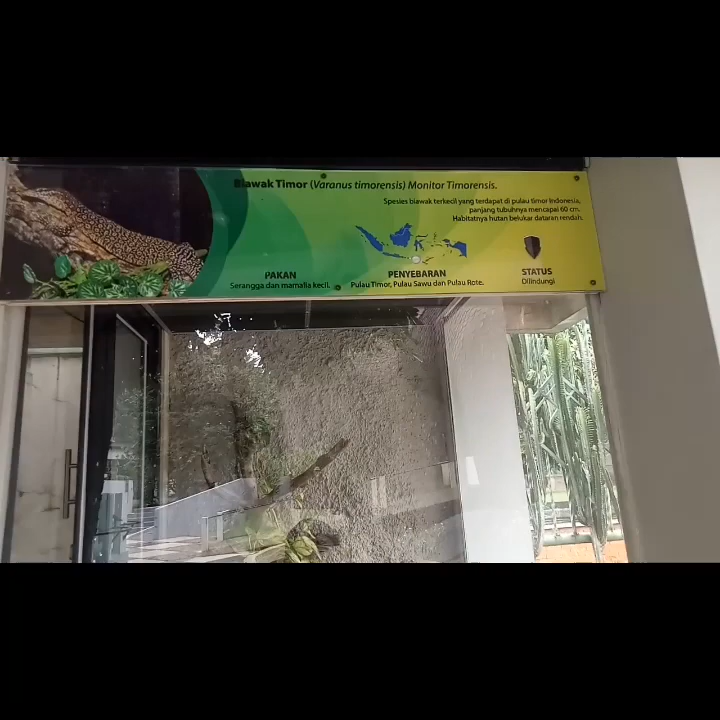 Biawak Timor (Varanus timorensis) Monitor Timorensis.
Spesies biawak terkecil yang terdapat di pulau timor Indonesia,
panjang tubuhnya mencapai 60 cm.
Habitatnya hutan belukar dataran rendah.
PAKAN
Serangga dan mamalia kecil.
PENYEBARAN
Pulau Timor, Pulau Sawu dan Pulau Rote.
STATUS
Dilindungi